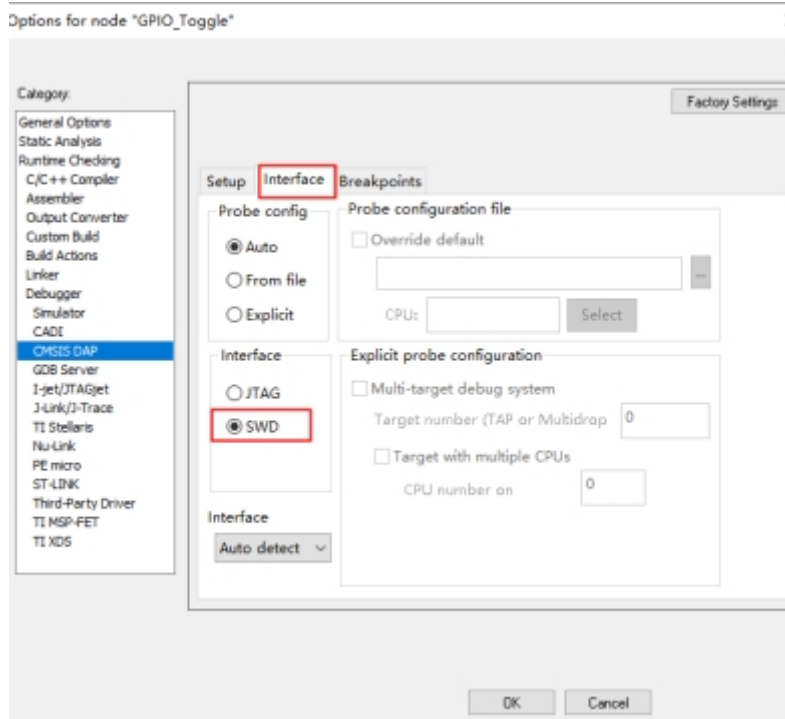 Options for node "GPIO_Toggle"
Category:
Factory Settings
General Options
Static Analysis
Runtime Checking
C/C++ Compiler
Assembler
Output Converter
Custom Build
Build Actions
Linker
Debugger
Simulator
CADI
CMSIS DAP
GDB Server
I-jet/JTAGjet
J-Link/J-Trace
TI Stellaris
Nu-Link
PE micro
ST-LINK
Third-Party Driver
TI MSP-FET
TI XDS
Setup Interface Breakpoints
Probe config
Auto
From file
Explicit
Probe configuration file
Override default
...
CPU: Select
Interface
JTAG
SWD
Explicit probe configuration
Multi-target debug system
Target number (TAP or Multidrop 0
Target with multiple CPUs
CPU number on 0
Interface
Auto detect
OK Cancel